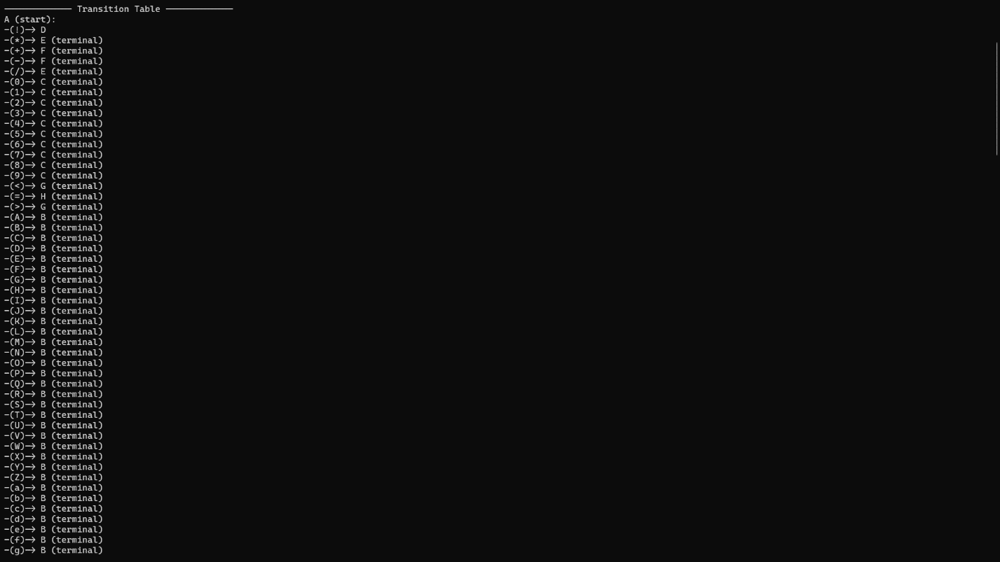 ────────────── Transition Table ──────────────
A (start):
─(!)─→ D
─(*)─→ E (terminal)
─(+)─→ F (terminal)
─(-)─→ F (terminal)
─(/)─→ E (terminal)
─(0)─→ C (terminal)
─(1)─→ C (terminal)
─(2)─→ C (terminal)
─(3)─→ C (terminal)
─(4)─→ C (terminal)
─(5)─→ C (terminal)
─(6)─→ C (terminal)
─(7)─→ C (terminal)
─(8)─→ C (terminal)
─(9)─→ C (terminal)
─(<)─→ G (terminal)
─(=)─→ H (terminal)
─(>)─→ G (terminal)
─(A)─→ B (terminal)
─(B)─→ B (terminal)
─(C)─→ B (terminal)
─(D)─→ B (terminal)
─(E)─→ B (terminal)
─(F)─→ B (terminal)
─(G)─→ B (terminal)
─(H)─→ B (terminal)
─(I)─→ B (terminal)
─(J)─→ B (terminal)
─(K)─→ B (terminal)
─(L)─→ B (terminal)
─(M)─→ B (terminal)
─(N)─→ B (terminal)
─(O)─→ B (terminal)
─(P)─→ B (terminal)
─(Q)─→ B (terminal)
─(R)─→ B (terminal)
─(S)─→ B (terminal)
─(T)─→ B (terminal)
─(U)─→ B (terminal)
─(V)─→ B (terminal)
─(W)─→ B (terminal)
─(X)─→ B (terminal)
─(Y)─→ B (terminal)
─(Z)─→ B (terminal)
─(a)─→ B (terminal)
─(b)─→ B (terminal)
─(c)─→ B (terminal)
─(d)─→ B (terminal)
─(e)─→ B (terminal)
─(f)─→ B (terminal)
─(g)─→ B (terminal)